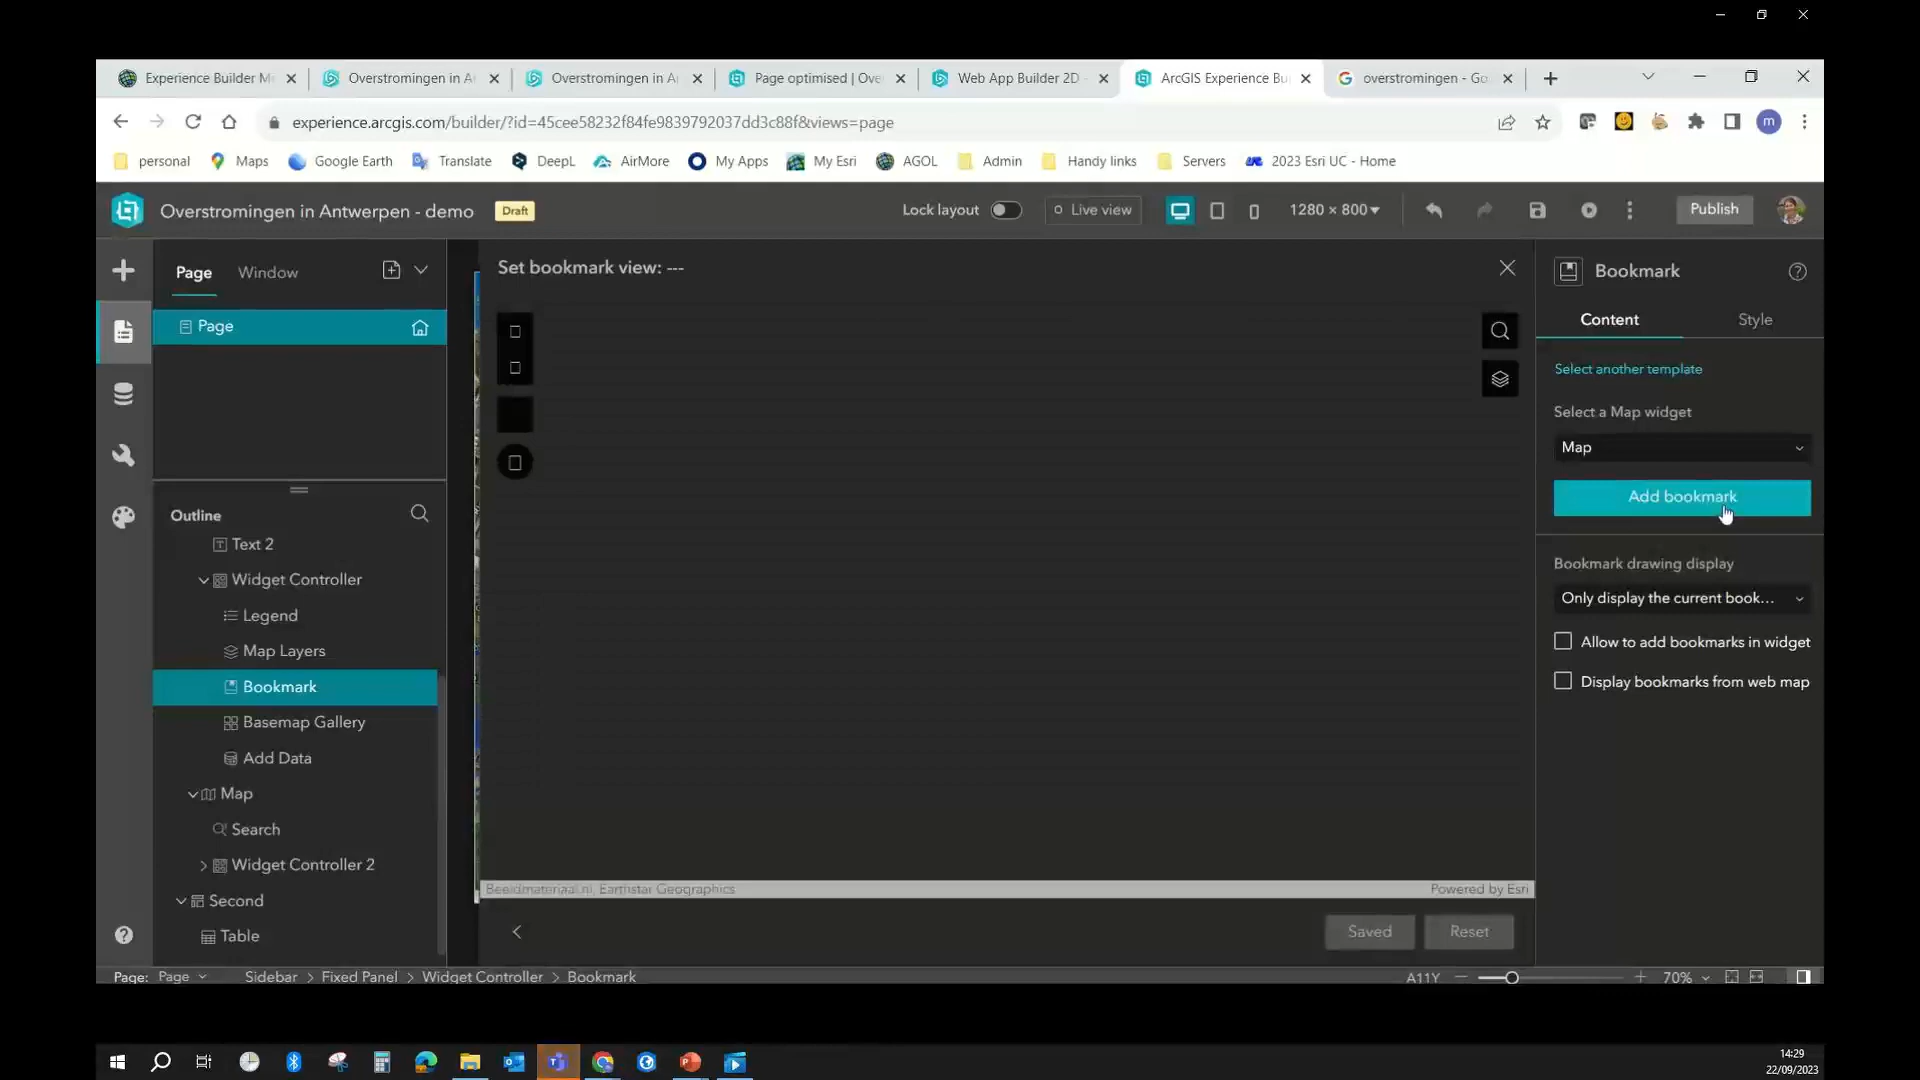 Experience Builder M
Overstromingen in A
Overstromingen in A
Page optimised | Ove
Web App Builder 2D -
ArcGIS Experience Bu
overstromingen - Go
experience.arcgis.com/builder/?id=45cee58232f84fe9839792037dd3c88f&views=page
m
personal
Maps
Google Earth
Translate
DeepL
AirMore
My Apps
My Esri
AGOL
Admin
Handy links
Servers
2023 Esri UC - Home
Overstromingen in Antwerpen - demo
Draft
Lock layout
Live view
1280 × 800
Publish
Page
Window
Page
Outline
Text 2
Widget Controller
Legend
Map Layers
Bookmark
Basemap Gallery
Add Data
Map
Search
Widget Controller 2
Second
Table
Set bookmark view: ---
Beeldmateriaal.nl, Earthstar Geographics
Powered by Esri
Saved
Reset
Bookmark
Content
Style
Select another template
Select a Map widget
Map
Add bookmark
Bookmark drawing display
Only display the current book...
Allow to add bookmarks in widget
Display bookmarks from web map
Page: Page
Sidebar > Fixed Panel > Widget Controller > Bookmark
A11Y
70%
14:29
22/09/2023